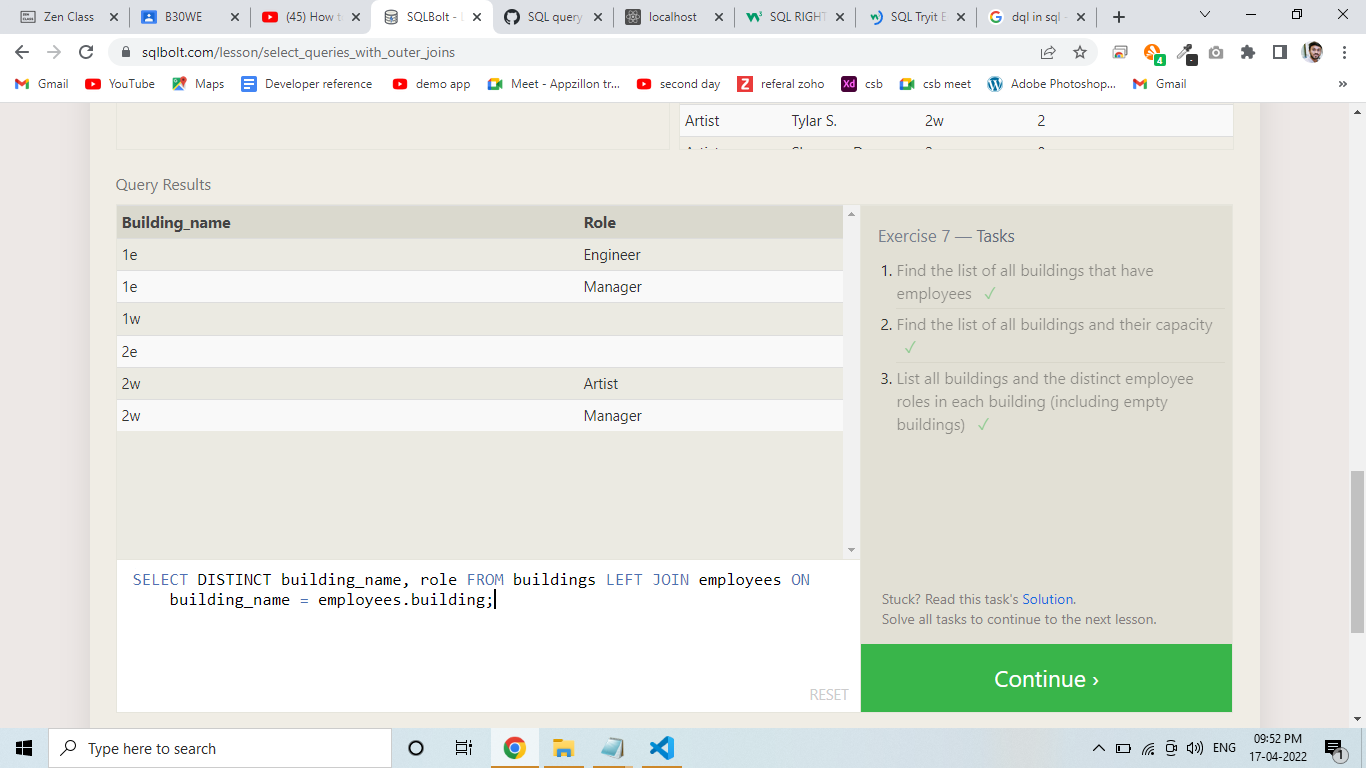 Zen Class
B30WE
(45) How t
SQLBolt - L
SQL query
localhost
SQL RIGHT
SQL Tryit E
dql in sql -
sqlbolt.com/lesson/select_queries_with_outer_joins
4
Gmail
YouTube
Maps
Developer reference
demo app
Meet - Appzillon tr...
second day
Z
referal zoho
Xd
csb
csb meet
Adobe Photoshop...
Gmail
»
Artist Tylar S. 2w 2
Query Results
Building_name Role
1e Engineer
1e Manager
1w
2e
2w Artist
2w Manager
Exercise 7 — Tasks
1. Find the list of all buildings that have
employees ✓
2. Find the list of all buildings and their capacity
✓
3. List all buildings and the distinct employee
roles in each building (including empty
buildings) ✓
SELECT DISTINCT building_name, role FROM buildings LEFT JOIN employees ON
building_name = employees.building;
RESET
Stuck? Read this task's Solution.
Solve all tasks to continue to the next lesson.
Continue ›
Type here to search
ENG
09:52 PM
17-04-2022
1